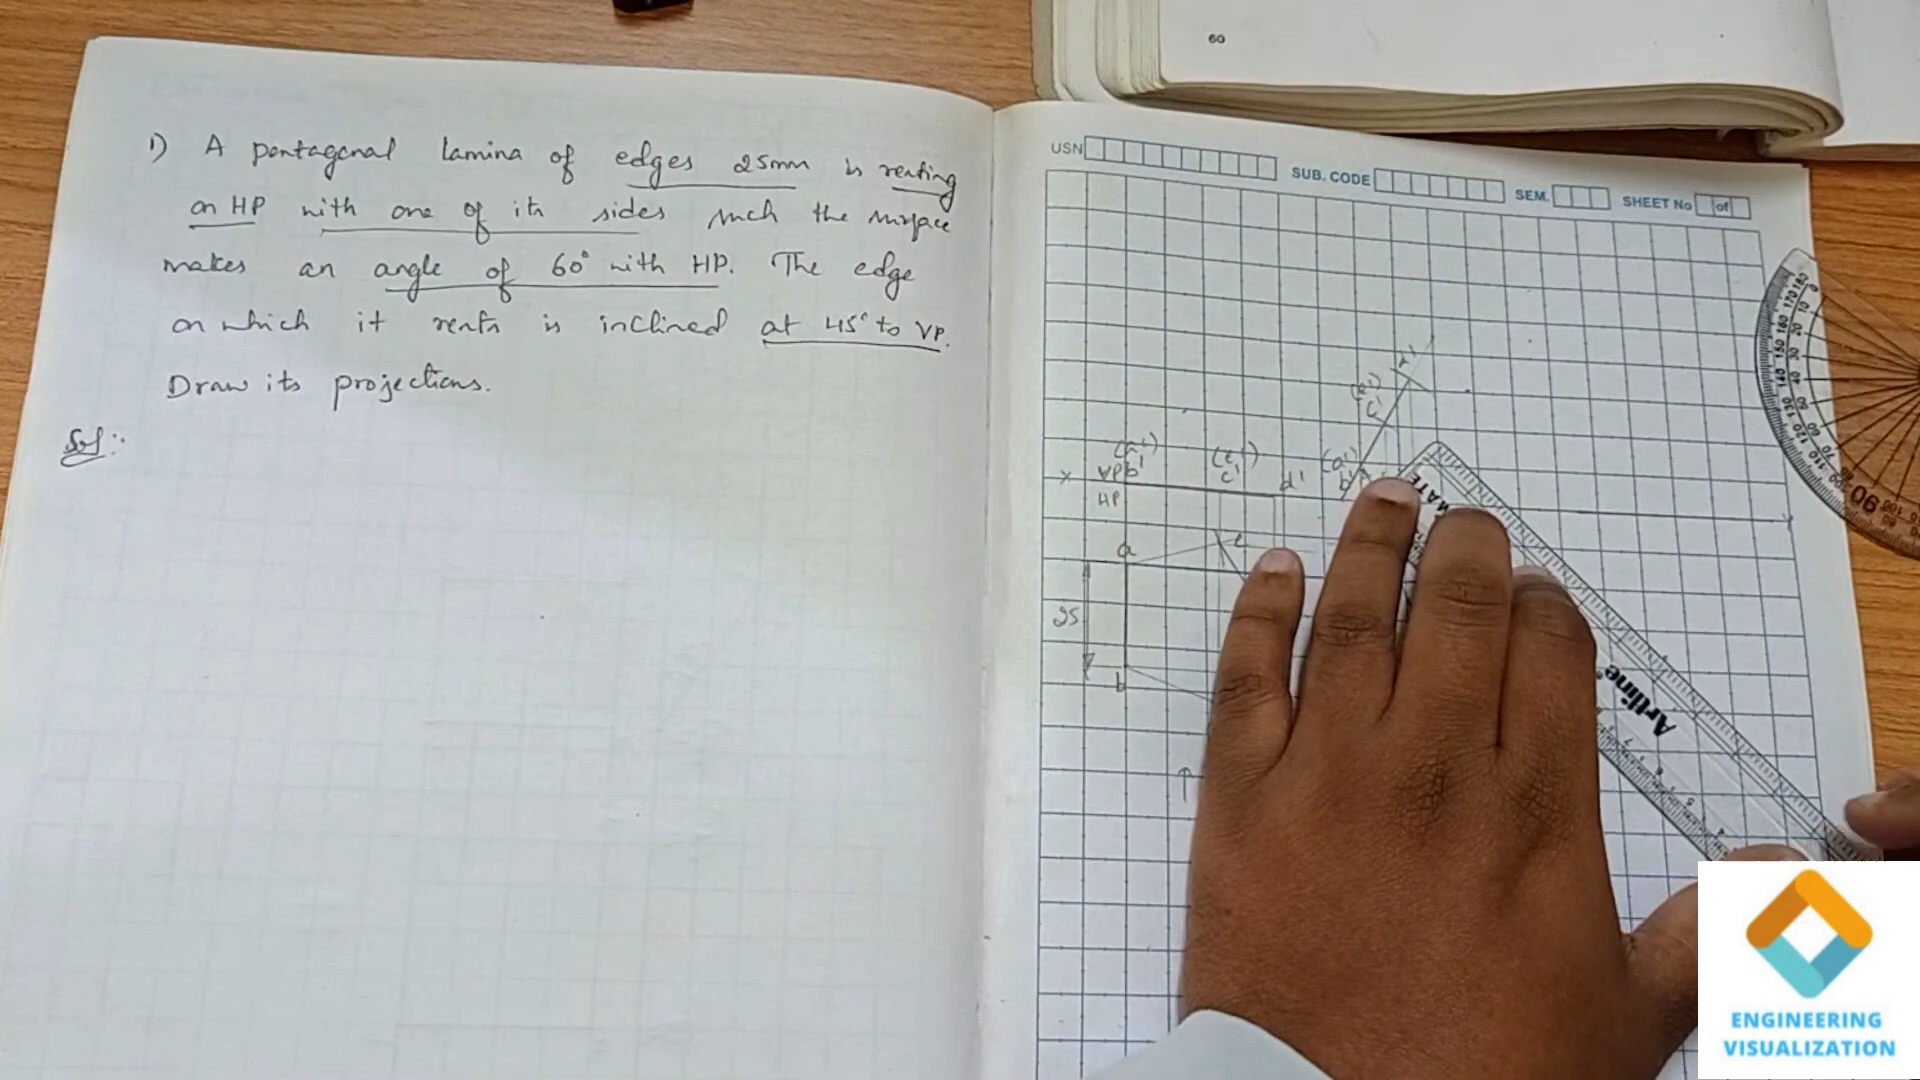 1) A pentagonal lamina of edges 25mm is resting
on HP with one of its sides such the surface
makes an angle of 60° with HP. The edge
on which it rests is inclined at 45° to VP.
Draw its projections.
Sol:-
60
USN
SUB. CODE
SEM.
SHEET No of
d'
(e')
c'
(a') (e') (a')
X VP b' c' d' b' Y
HP
a e
25
b
Artline
90
ENGINEERING
VISUALIZATION